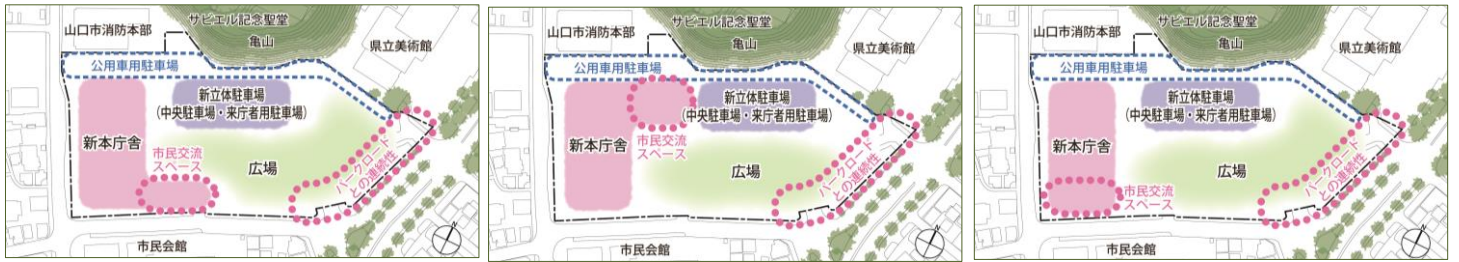 サビエル記念聖堂
山口市消防本部
亀山
県立美術館
公用車用駐車場
新立体駐車場
(中央駐車場・来庁者用駐車場)
新本庁舎
市民交流
スペース
広場
パークロード
との連続性
市民会館
N
サビエル記念聖堂
山口市消防本部
亀山
県立美術館
公用車用駐車場
新立体駐車場
(中央駐車場・来庁者用駐車場)
新本庁舎
市民交流
スペース
広場
パークロード
との連続性
市民会館
N
サビエル記念聖堂
山口市消防本部
亀山
県立美術館
公用車用駐車場
新立体駐車場
(中央駐車場・来庁者用駐車場)
新本庁舎
市民交流
スペース
広場
パークロード
との連続性
市民会館
N